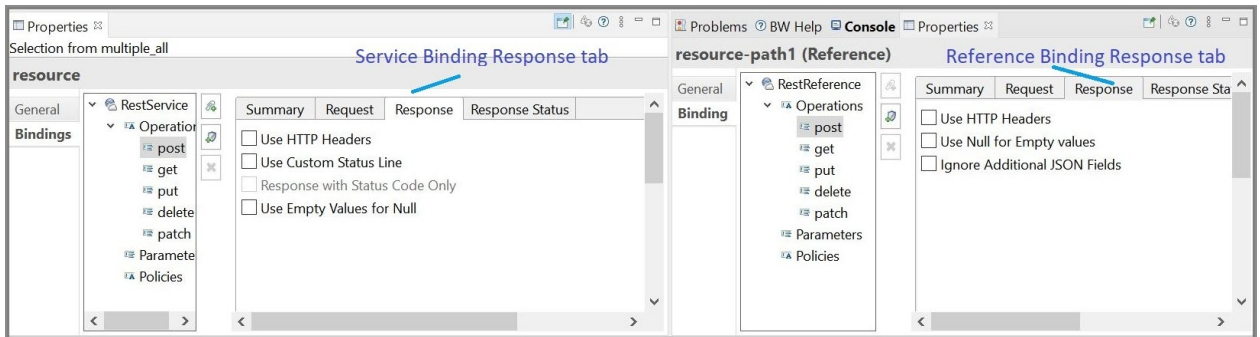 Properties
Selection from multiple_all
Service Binding Response tab
resource
General
Bindings
RestService
Operation
post
get
put
delete
patch
Paramete
Policies
Summary Request Response Response Status
Use HTTP Headers
Use Custom Status Line
Response with Status Code Only
Use Empty Values for Null
Problems BW Help Console Properties
resource-path1 (Reference)
Reference Binding Response tab
General
Binding
RestReference
Operations
post
get
put
delete
patch
Parameters
Policies
Summary Request Response Response Sta
Use HTTP Headers
Use Null for Empty values
Ignore Additional JSON Fields